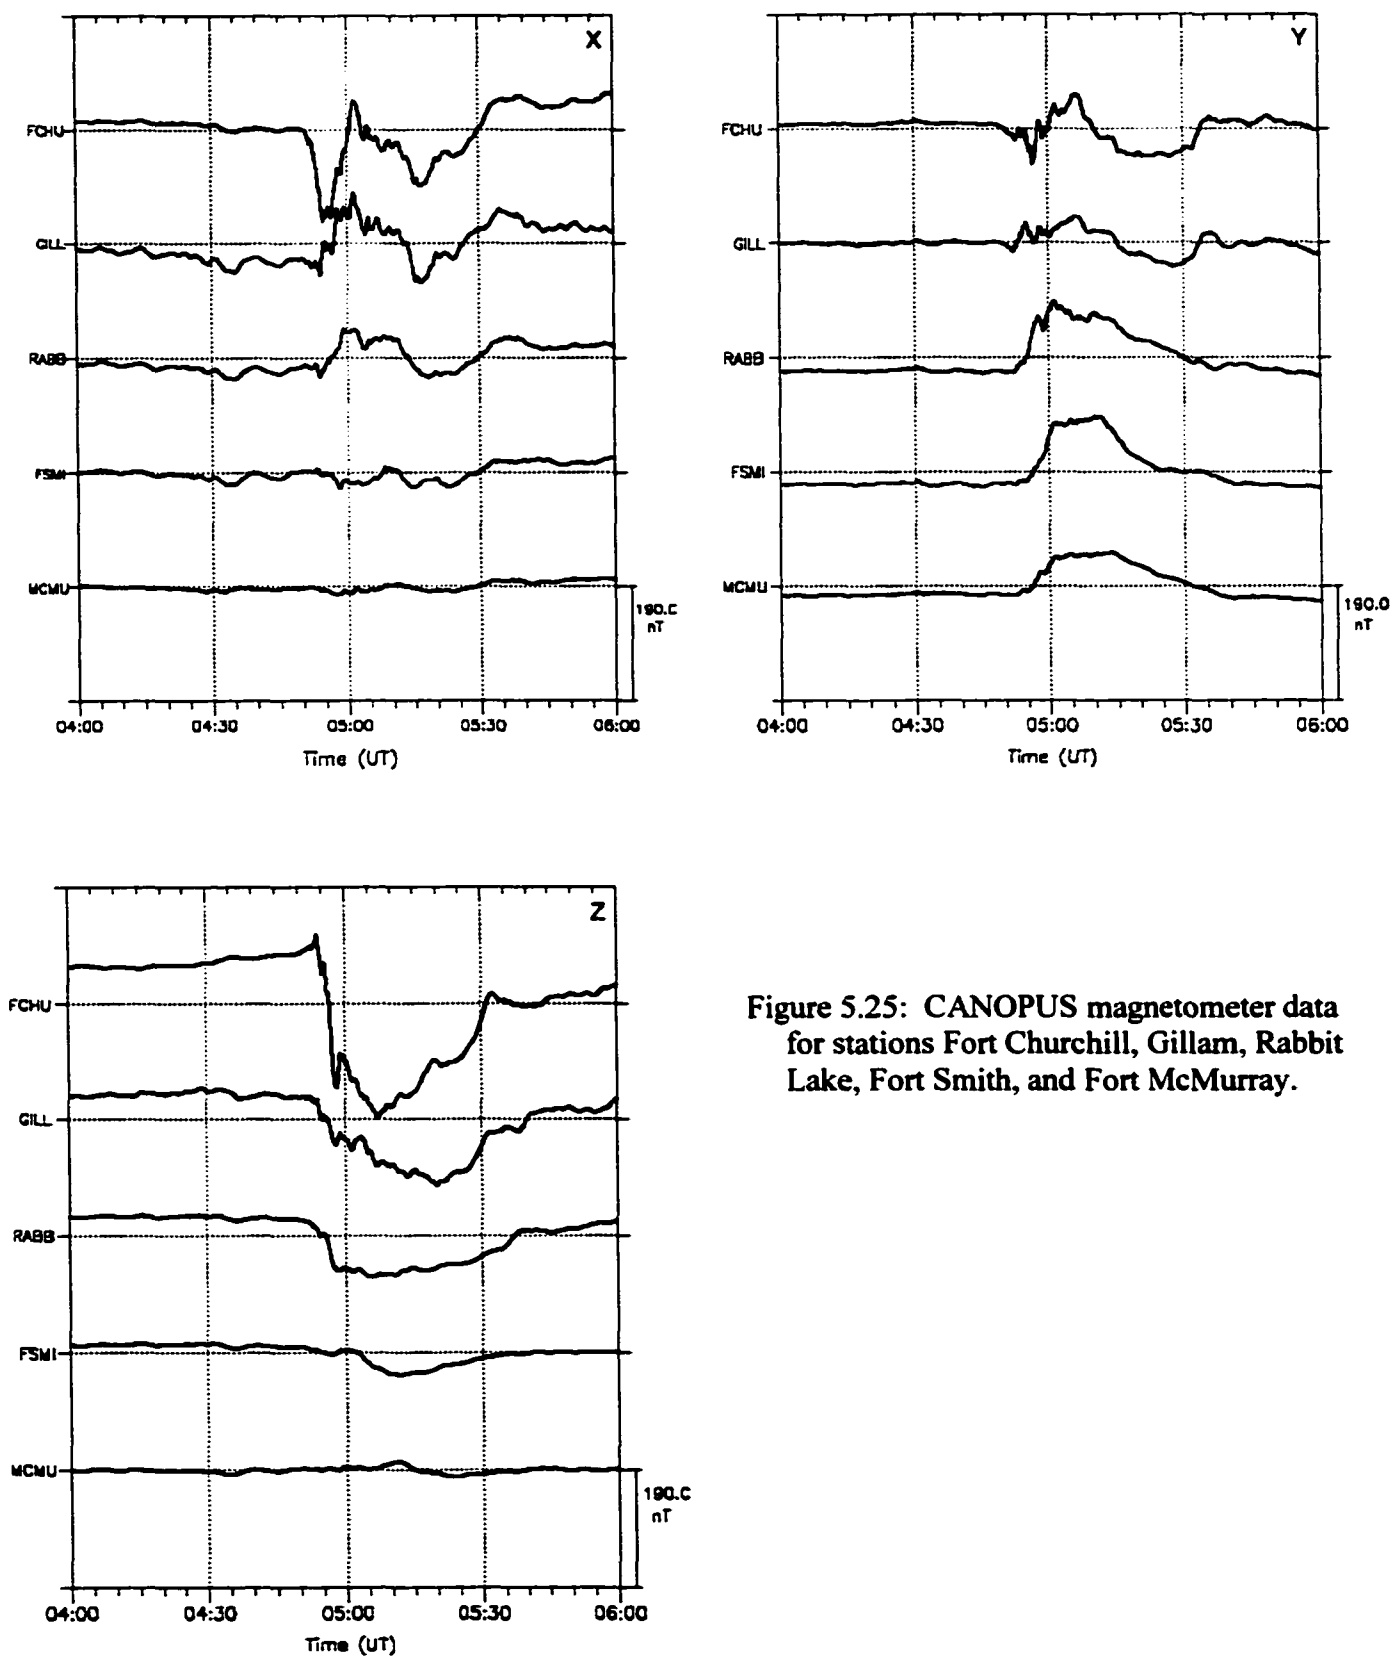 X
FCHU
GILL
RABB
FSMI
MCMU
190.0
nT
04:00 04:30 05:00 05:30 06:00
Time (UT)
Y
FCHU
GILL
RABB
FSMI
MCMU
190.0
nT
04:00 04:30 05:00 05:30 06:00
Time (UT)
Z
FCHU
GILL
RABB
FSMI
MCMU
190.0
nT
04:00 04:30 05:00 05:30 06:00
Time (UT)
Figure 5.25: CANOPUS magnetometer data
for stations Fort Churchill, Gillam, Rabbit
Lake, Fort Smith, and Fort McMurray.